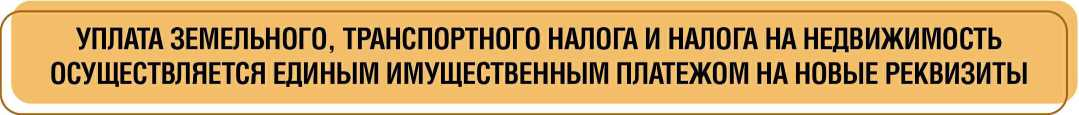 УПЛАТА ЗЕМЕЛЬНОГО, ТРАНСПОРТНОГО НАЛОГА И НАЛОГА НА НЕДВИЖИМОСТЬ
ОСУЩЕСТВЛЯЕТСЯ ЕДИНЫМ ИМУЩЕСТВЕННЫМ ПЛАТЕЖОМ НА НОВЫЕ РЕКВИЗИТЫ